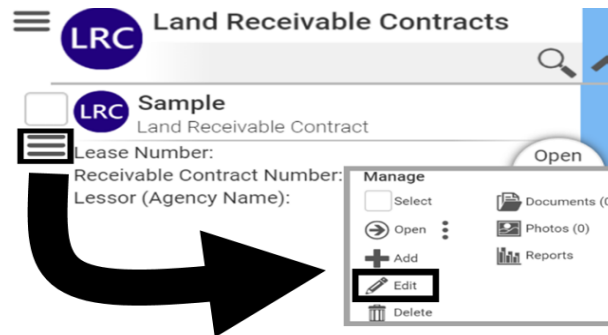 LRC Land Receivable Contracts
LRC Sample
Land Receivable Contract
Lease Number:
Receivable Contract Number:
Lessor (Agency Name):
Open
Manage
Select
Documents (0
Open
Photos (0)
Add
Reports
Edit
Delete